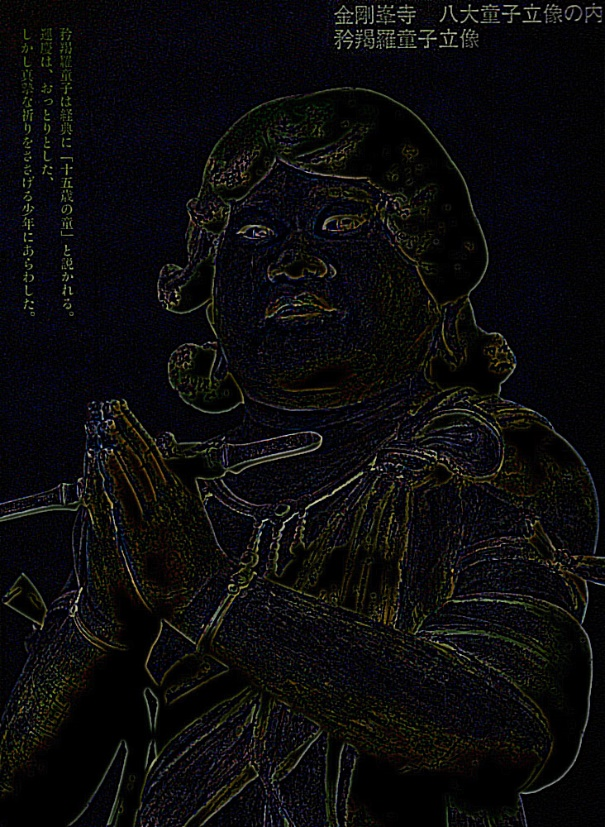 金剛峯寺　八大童子立像の内
矜羯羅童子立像
矜羯羅童子は経典に「十五歳の童」と説かれる。
運慶は、おっとりとした、
しかし真摯な祈りをささげる少年にあらわした。